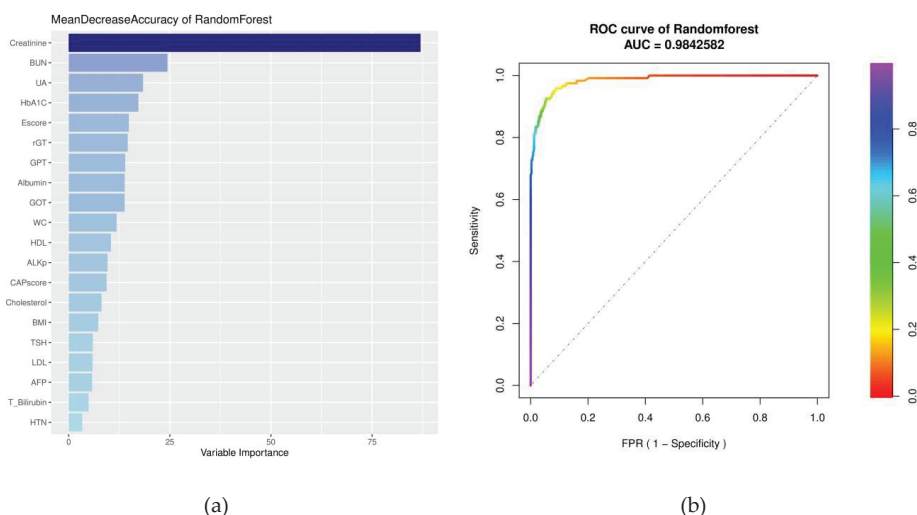 MeanDecreaseAccuracy of RandomForest
Creatinine
BUN
UA
HbA1C
Escore
rGT
GPT
Albumin
GOT
WC
HDL
ALKp
CAPscore
Cholesterol
BMI
TSH
LDL
AFP
T_Bilirubin
HTN
0 25 50 75
Variable Importance
(a)
ROC curve of Randomforest
AUC = 0.9842582
Sensitivity
1.0
0.8
0.6
0.4
0.2
0.0
0.0 0.2 0.4 0.6 0.8 1.0
FPR ( 1 − Specificity )
0.8
0.6
0.4
0.2
0.0
(b)